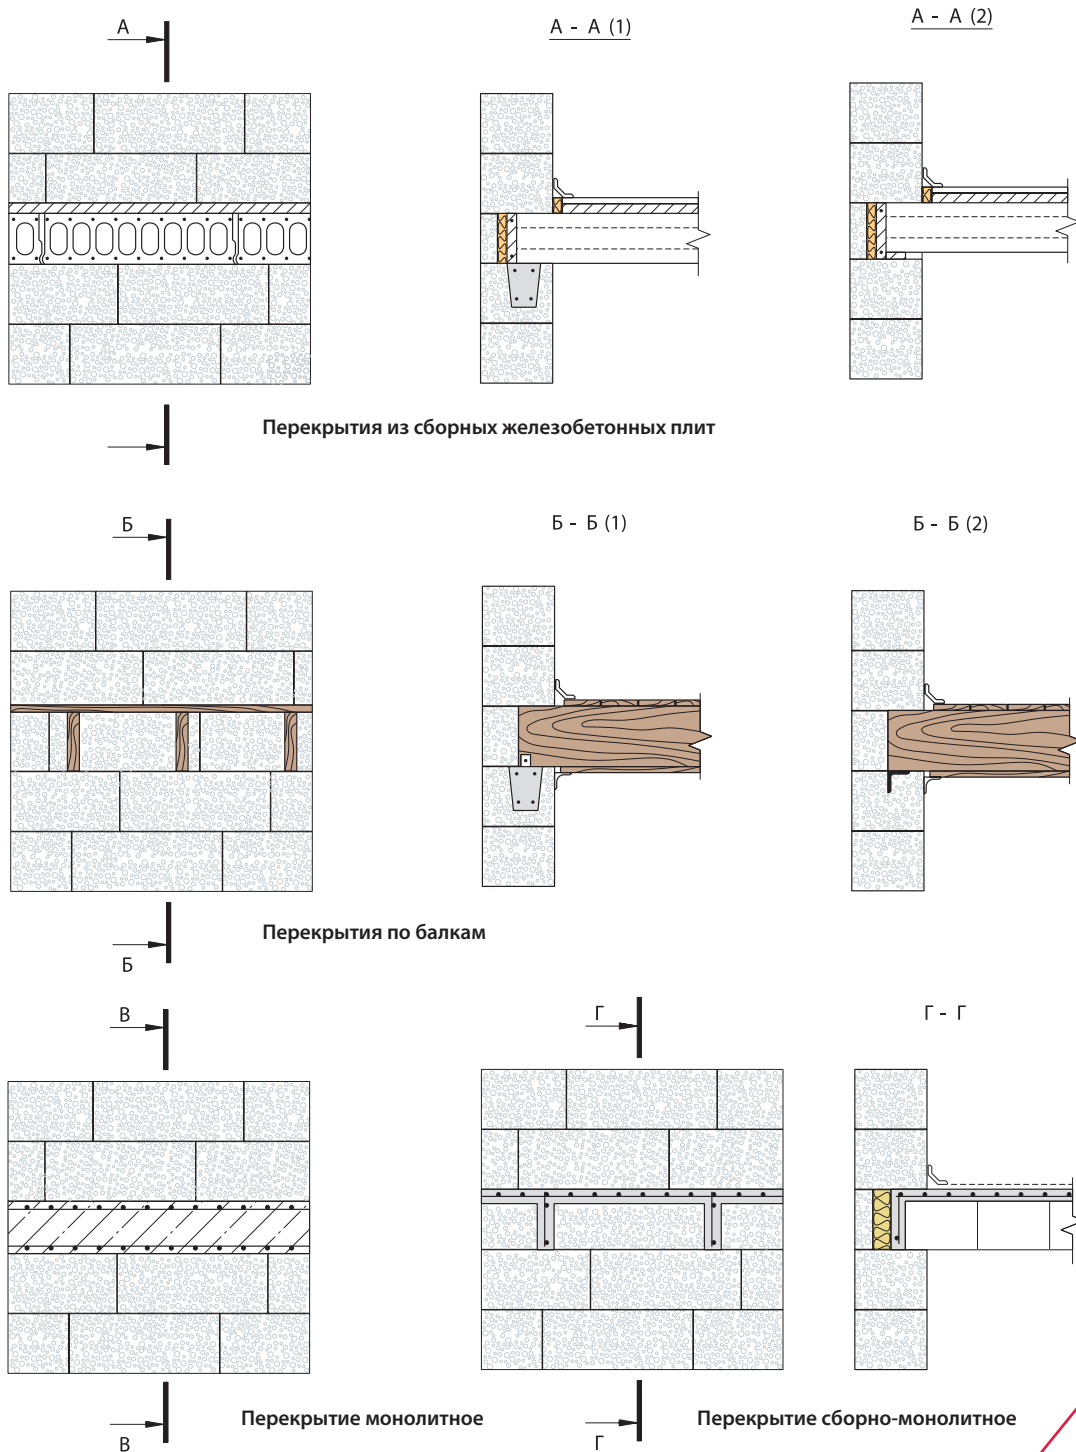 А
А - А (1)
А - А (2)
Перекрытия из сборных железобетонных плит
Б
Б - Б (1)
Б - Б (2)
Перекрытия по балкам
Б
В
Г
Г - Г
Перекрытие монолитное
Перекрытие сборно-монолитное
В
Г